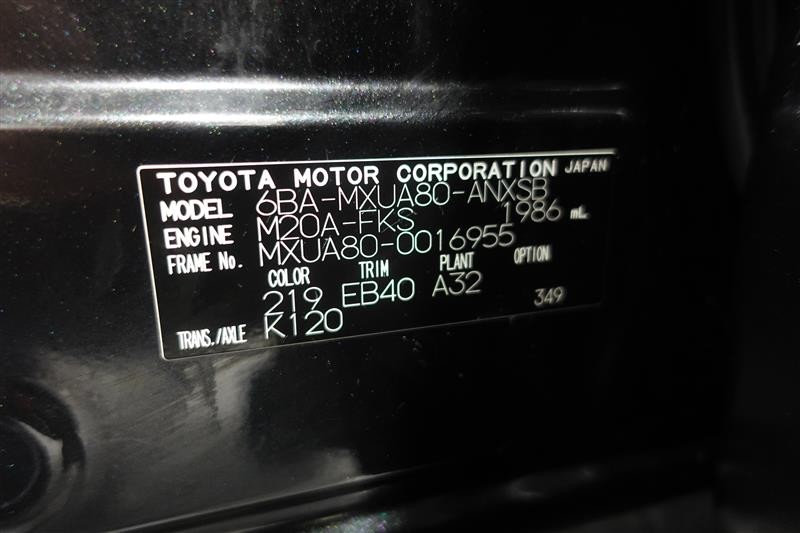 TOYOTA MOTOR CORPORATION JAPAN
MODEL 6BA-MXUA80-ANXSB
ENGINE M20A-FKS 1986 mL
FRAME No. MXUA80-0016955
COLOR TRIM PLANT OPTION
219 EB40 A32 349
TRANS./AXLE K120